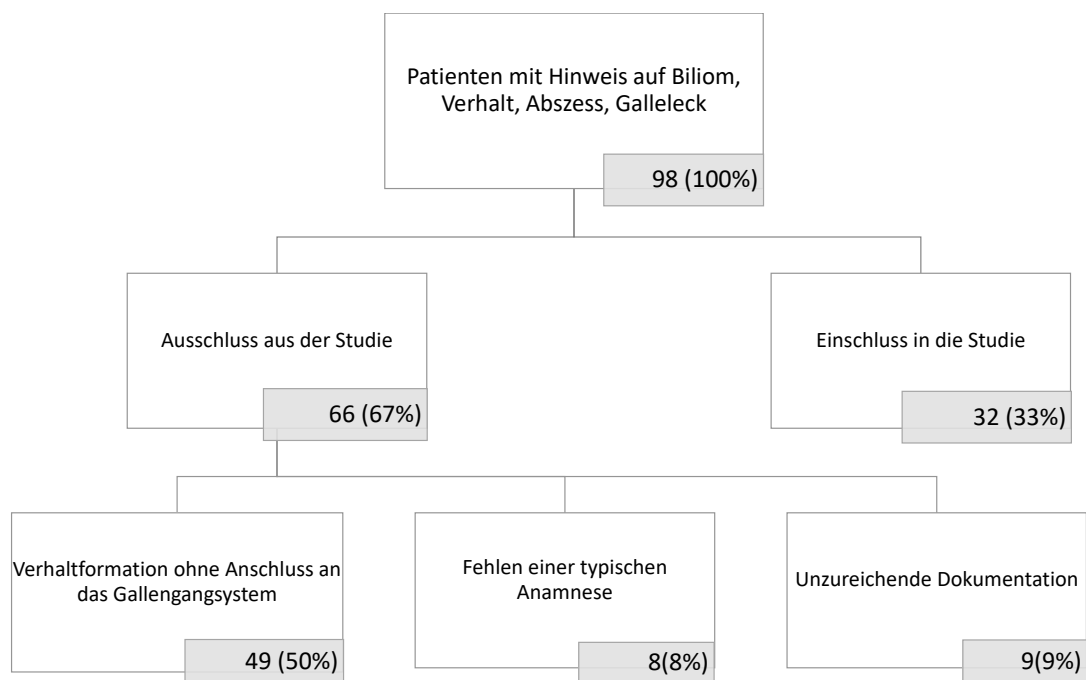 Patienten mit Hinweis auf Biliom,
Verhalt, Abszess, Galleleck
98 (100%)
Ausschluss aus der Studie
66 (67%)
Einschluss in die Studie
32 (33%)
Verhaltformation ohne Anschluss an
das Gallengangsystem
49 (50%)
Fehlen einer typischen
Anamnese
8(8%)
Unzureichende Dokumentation
9(9%)